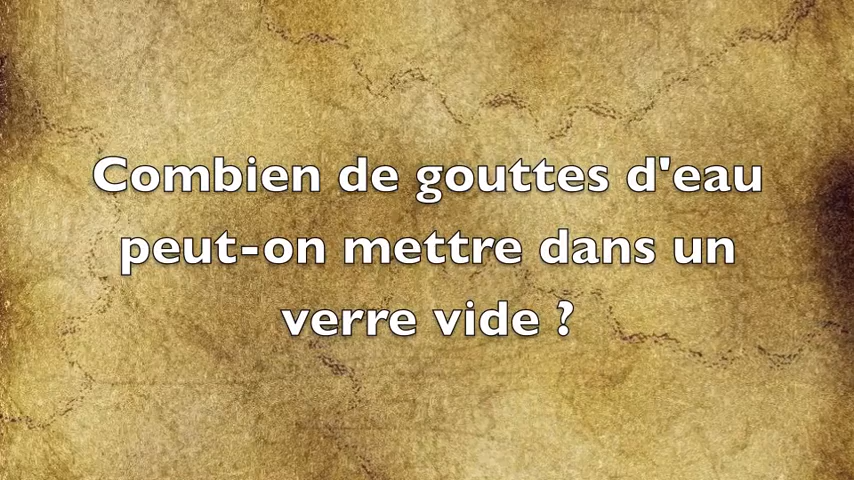 Combien de gouttes d'eau
peut-on mettre dans un
verre vide ?